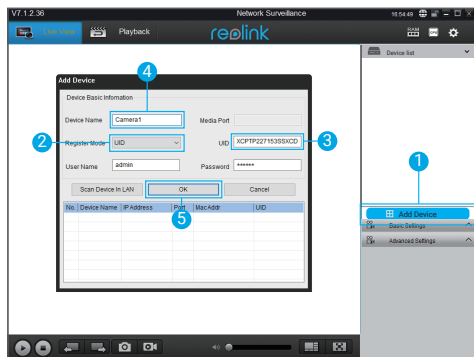 V7.1.2.36 Network Surveillance 16:54:49
Live View Playback reolink RAM
Device list
Add Device
Device Basic Infomation
4
Device Name Camera1 Media Port
2 Register Mode UID UID XCPTP227153SSXCD 3
User Name admin Password ******
Scan Device In LAN OK Cancel
5
No. Device Name IP Address Port Mac Addr UID
1
Add Device
Basic Settings
Advanced Settings